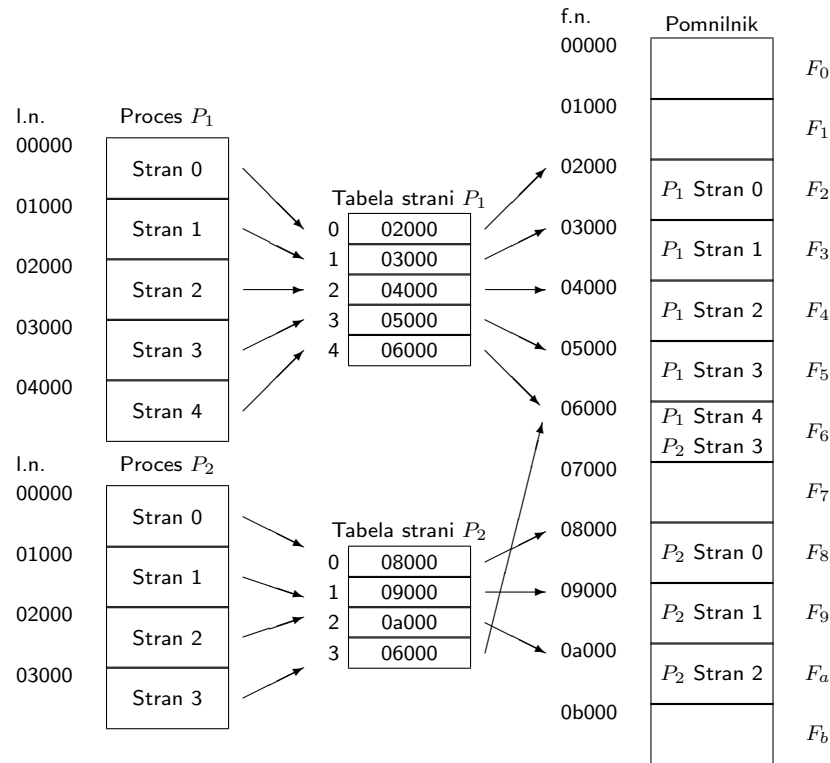 l.n.
Proces P₁
00000
Stran 0
01000
Stran 1
02000
Stran 2
03000
Stran 3
04000
Stran 4
Tabela strani P₁
0 02000
1 03000
2 04000
3 05000
4 06000
l.n.
Proces P₂
00000
Stran 0
01000
Stran 1
02000
Stran 2
03000
Stran 3
Tabela strani P₂
0 08000
1 09000
2 0a000
3 06000
f.n.
Pomnilnik
00000
F₀
01000
F₁
02000
P₁ Stran 0
F₂
03000
P₁ Stran 1
F₃
04000
P₁ Stran 2
F₄
05000
P₁ Stran 3
F₅
06000
P₁ Stran 4
P₂ Stran 3
F₆
07000
F₇
08000
P₂ Stran 0
F₈
09000
P₂ Stran 1
F₉
0a000
P₂ Stran 2
Fₐ
0b000
F_b